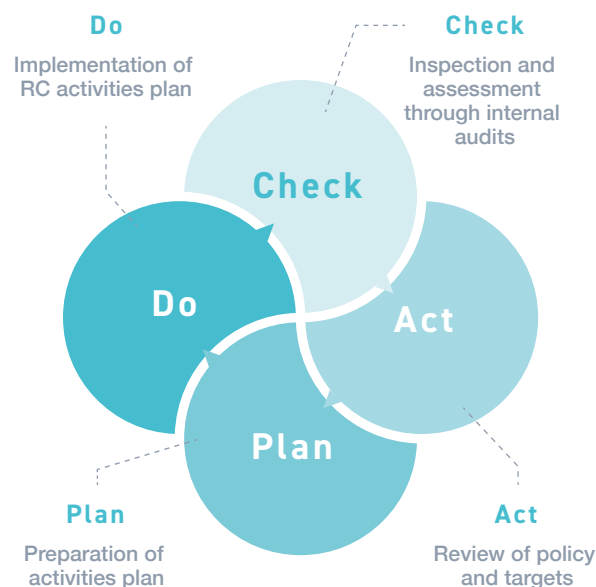 Do
Implementation of
RC activities plan
Check
Inspection and
assessment
through internal
audits
Check
Do
Act
Plan
Plan
Preparation of
activities plan
Act
Review of policy
and targets